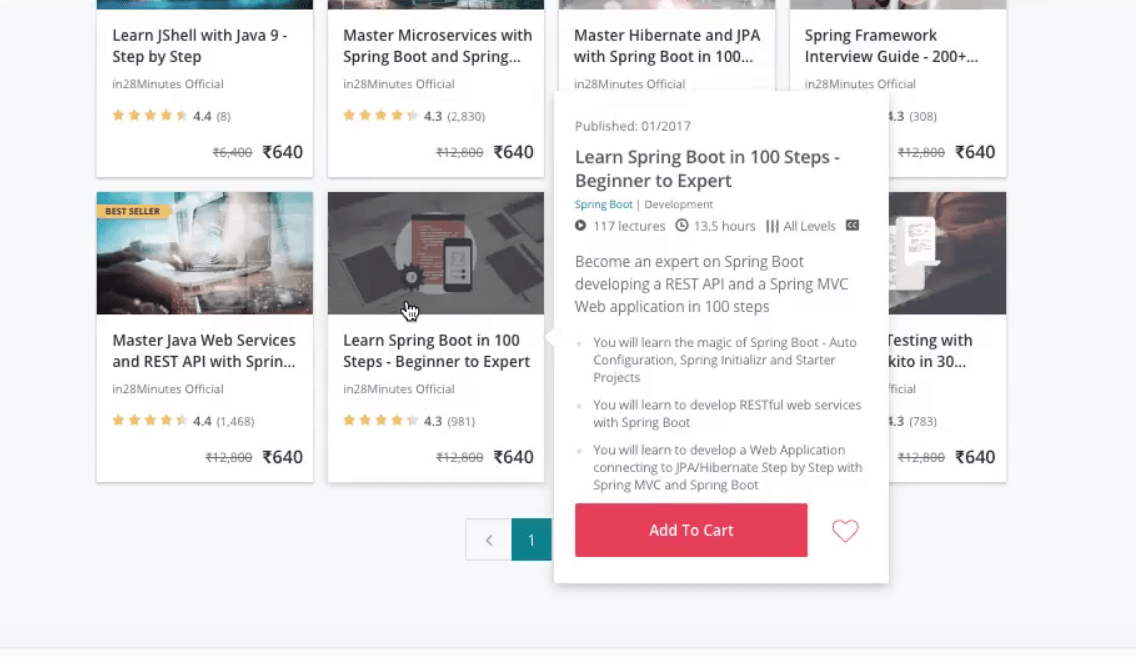 Learn JShell with Java 9 -
Step by Step
in28Minutes Official
4.4 (8)
₹6,400 ₹640
Master Microservices with
Spring Boot and Spring...
in28Minutes Official
4.3 (2,830)
₹12,800 ₹640
Master Hibernate and JPA
with Spring Boot in 100...
in28Minutes Official
Spring Framework
Interview Guide - 200+...
in28Minutes Official
4.3 (308)
₹12,800 ₹640
BEST SELLER
Master Java Web Services
and REST API with Sprin...
in28Minutes Official
4.4 (1,468)
₹12,800 ₹640
Learn Spring Boot in 100
Steps - Beginner to Expert
in28Minutes Official
4.3 (981)
₹12,800 ₹640
Published: 01/2017
Learn Spring Boot in 100 Steps -
Beginner to Expert
Spring Boot | Development
117 lectures 13.5 hours All Levels CC
Become an expert on Spring Boot
developing a REST API and a Spring MVC
Web application in 100 steps
You will learn the magic of Spring Boot - Auto
Configuration, Spring Initializr and Starter
Projects
You will learn to develop RESTful web services
with Spring Boot
You will learn to develop a Web Application
connecting to JPA/Hibernate Step by Step with
Spring MVC and Spring Boot
Add To Cart
Testing with
kito in 30...
ficial
4.3 (783)
₹12,800 ₹640
1